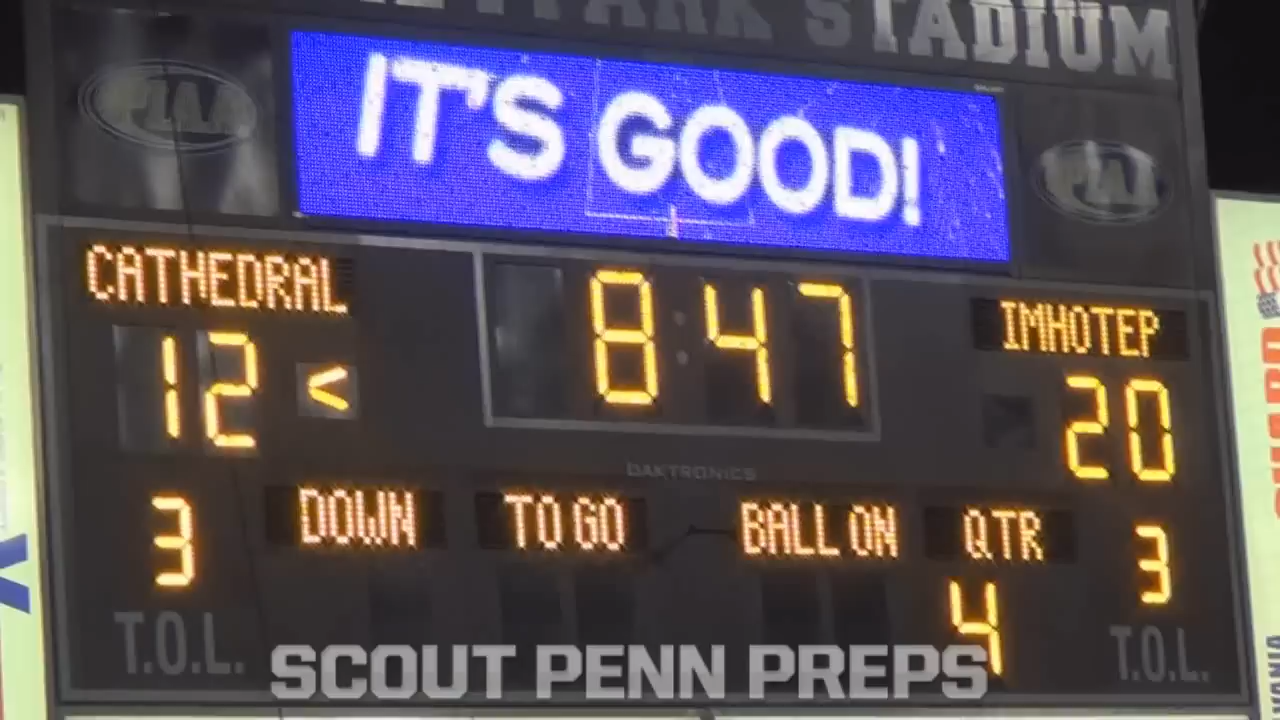 PARK STADIUM
IT'S GOOD!
CATHEDRAL
8:47
IMHOTEP
12 <
20
DAKTRONICS
3
DOWN
TO GO
BALL ON
QTR
3
4
T.O.L.
T.O.L.
SCOUT PENN PREPS